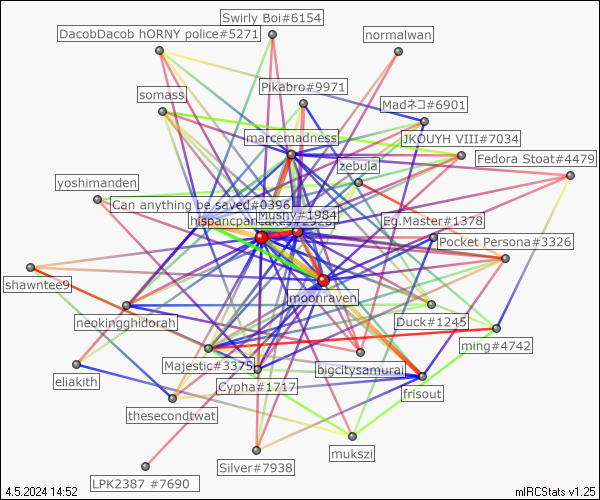 Swirly Boi#6154
DacobDacob hORNY police#5271
normalwan
Pikabro#9971
somass
Madネコ#6901
marcemadness
JKOUYH VIII#7034
zebula
Fedora Stoat#4479
yoshimanden
Can anything be saved#0396
Mushy#1984
Eg.Master#1378
Pocket Persona#3326
shawntee9
moonraven
neokingghidorah
Duck#1245
ming#4742
Majestic#3375
bigcitysamurai
eliakith
Cypha#1717
frisout
thesecondtwat
mukszi
Silver#7938
LPK2387 #7690
4.5.2024 14:52
mIRCStats v1.25